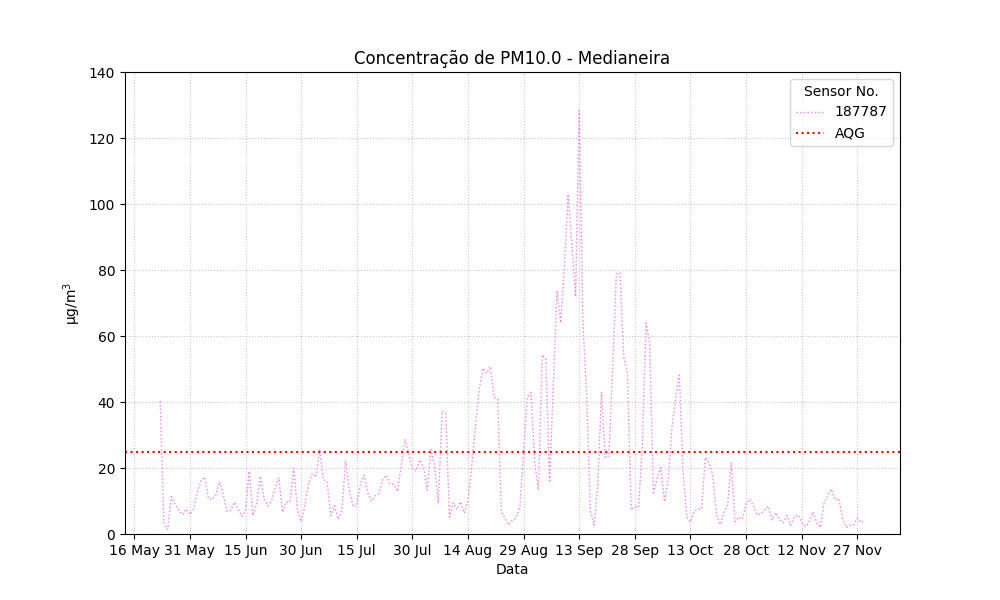 Concentração de PM10.0 - Medianeira
140
120
100
80
60
40
20
0
µg/m³
Sensor No.
187787
AQG
16 May 31 May 15 Jun 30 Jun 15 Jul 30 Jul 14 Aug 29 Aug 13 Sep 28 Sep 13 Oct 28 Oct 12 Nov 27 Nov
Data